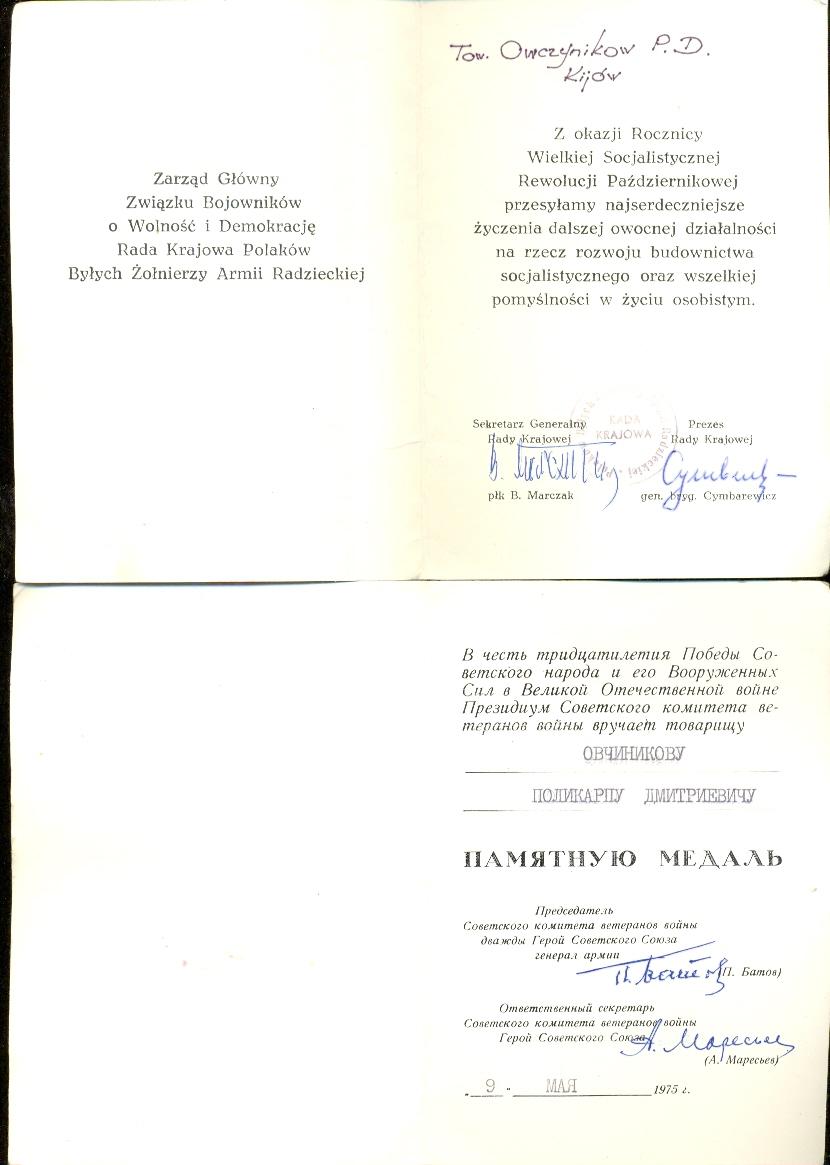 Zarząd Główny
Związku Bojowników
o Wolność i Demokrację
Rada Krajowa Polaków
Byłych Żołnierzy Armii Radzieckiej
Tow. Owczynikow P.D.
Kijów
Z okazji Rocznicy
Wielkiej Socjalistycznej
Rewolucji Październikowej
przesyłamy najserdeczniejsze
życzenia dalszej owocnej działalności
na rzecz rozwoju budownictwa
socjalistycznego oraz wszelkiej
pomyślności w życiu osobistym.
Sekretarz Generalny
Rady Krajowej
płk B. Marczak
RADA
KRAJOWA
Radzieckiej
Prezes
Rady Krajowej
gen. bryg. Cymbarewicz
В честь тридцатилетия Победы Со-
ветского народа и его Вооруженных
Сил в Великой Отечественной войне
Президиум Советского комитета ве-
теранов войны вручает товарищу
ОВЧИНИКОВУ
ПОЛИКАРПУ ДМИТРИЕВИЧУ
ПАМЯТНУЮ МЕДАЛЬ
Председатель
Советского комитета ветеранов войны
дважды Герой Советского Союза
генерал армии
(П. Батов)
Ответственный секретарь
Советского комитета ветеранов войны
Герой Советского Союза
А. Маресьев
(А. Маресьев)
„ 9 " МАЯ 1975 г.